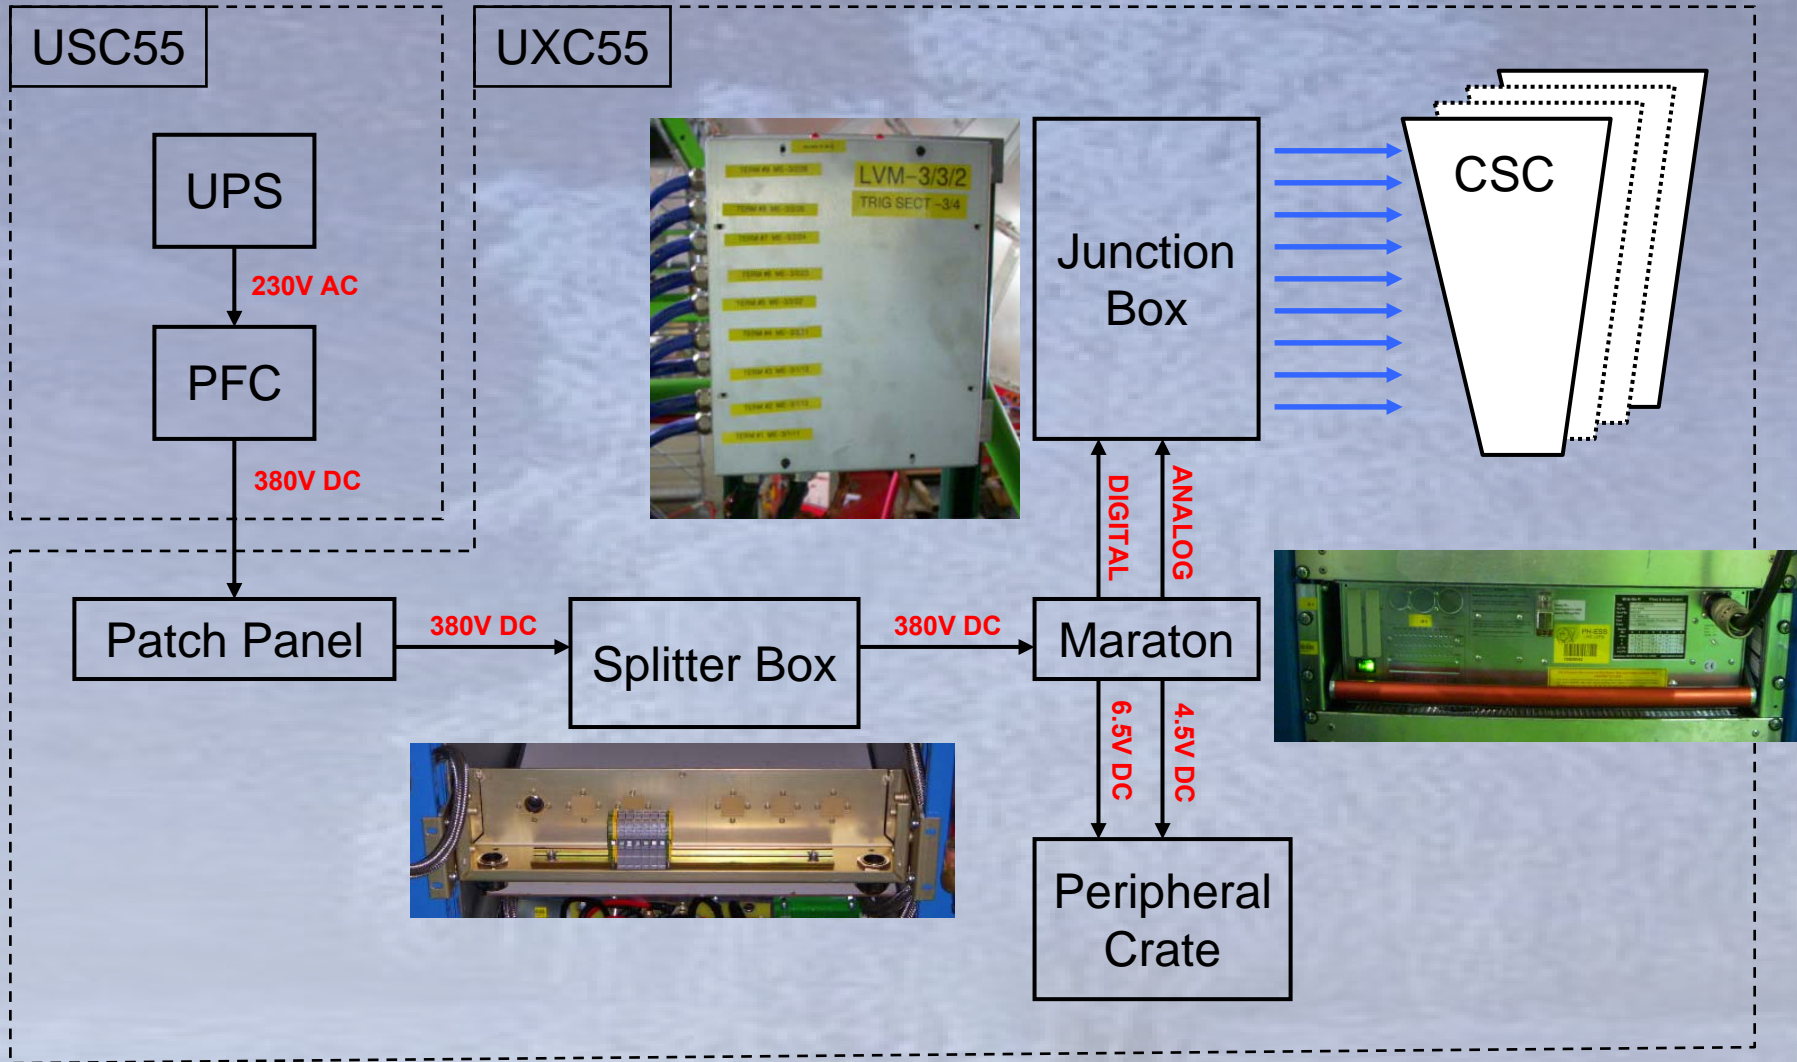 USC55
UXC55
UPS
230V AC
PFC
380V DC
Patch Panel
380V DC
Splitter Box
380V DC
Maraton
DIGITAL
ANALOG
Junction
Box
CSC
6.5V DC
4.5V DC
Peripheral
Crate
LVM-3/3/2
TRIG SECT -3/4
PH-ESS